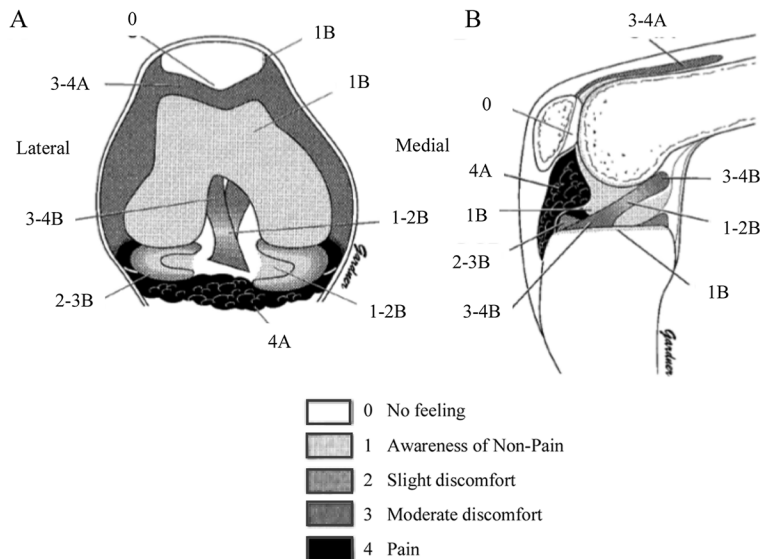 A
0
1B
3-4A
1B
Lateral
3-4B
1-2B
2-3B
1-2B
4A
Gardner
B
3-4A
0
Medial
4A
3-4B
1B
1-2B
2-3B
1B
3-4B
Gardner
0 No feeling
1 Awareness of Non-Pain
2 Slight discomfort
3 Moderate discomfort
4 Pain